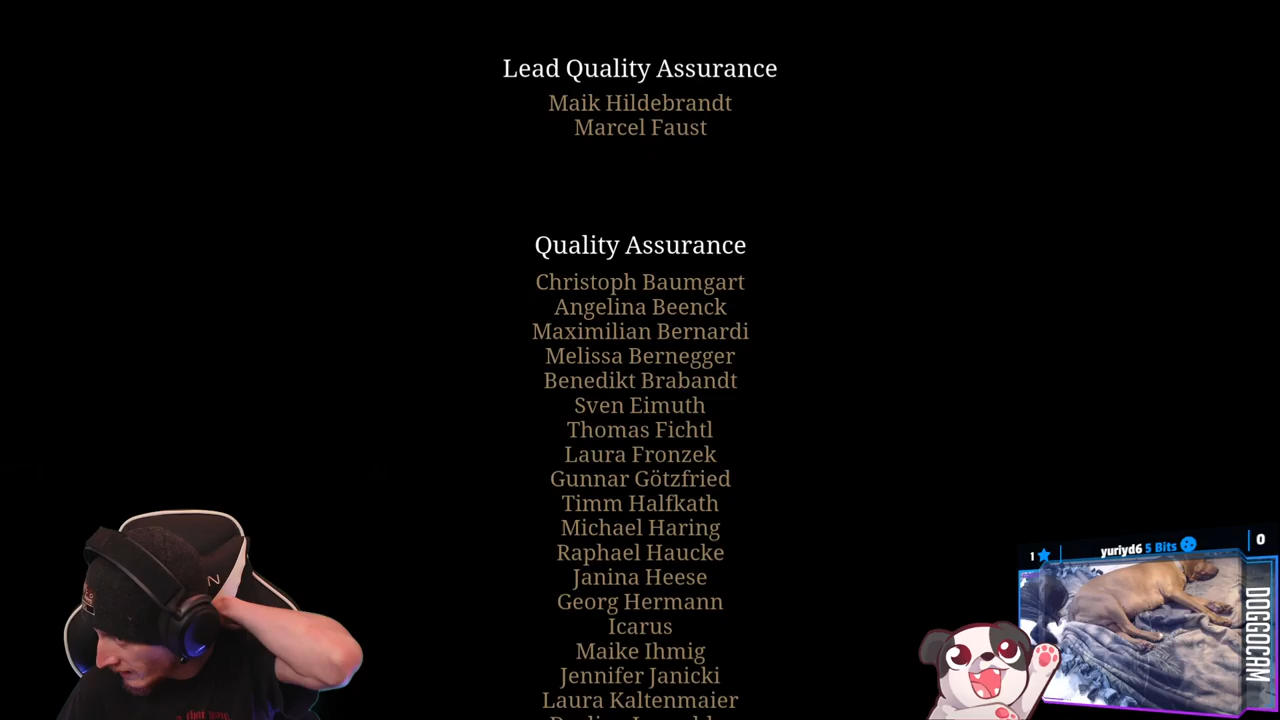 Lead Quality Assurance
Maik Hildebrandt
Marcel Faust
Quality Assurance
Christoph Baumgart
Angelina Beenck
Maximilian Bernardi
Melissa Bernegger
Benedikt Brabandt
Sven Eimuth
Thomas Fichtl
Laura Fronzek
Gunnar Götzfried
Timm Halfkath
Michael Haring
Raphael Haucke
Janina Heese
Georg Hermann
Icarus
Maike Ihmig
Jennifer Janicki
Laura Kaltenmaier
1 yuriyd6 5 Bits 0
DOGGOCAM